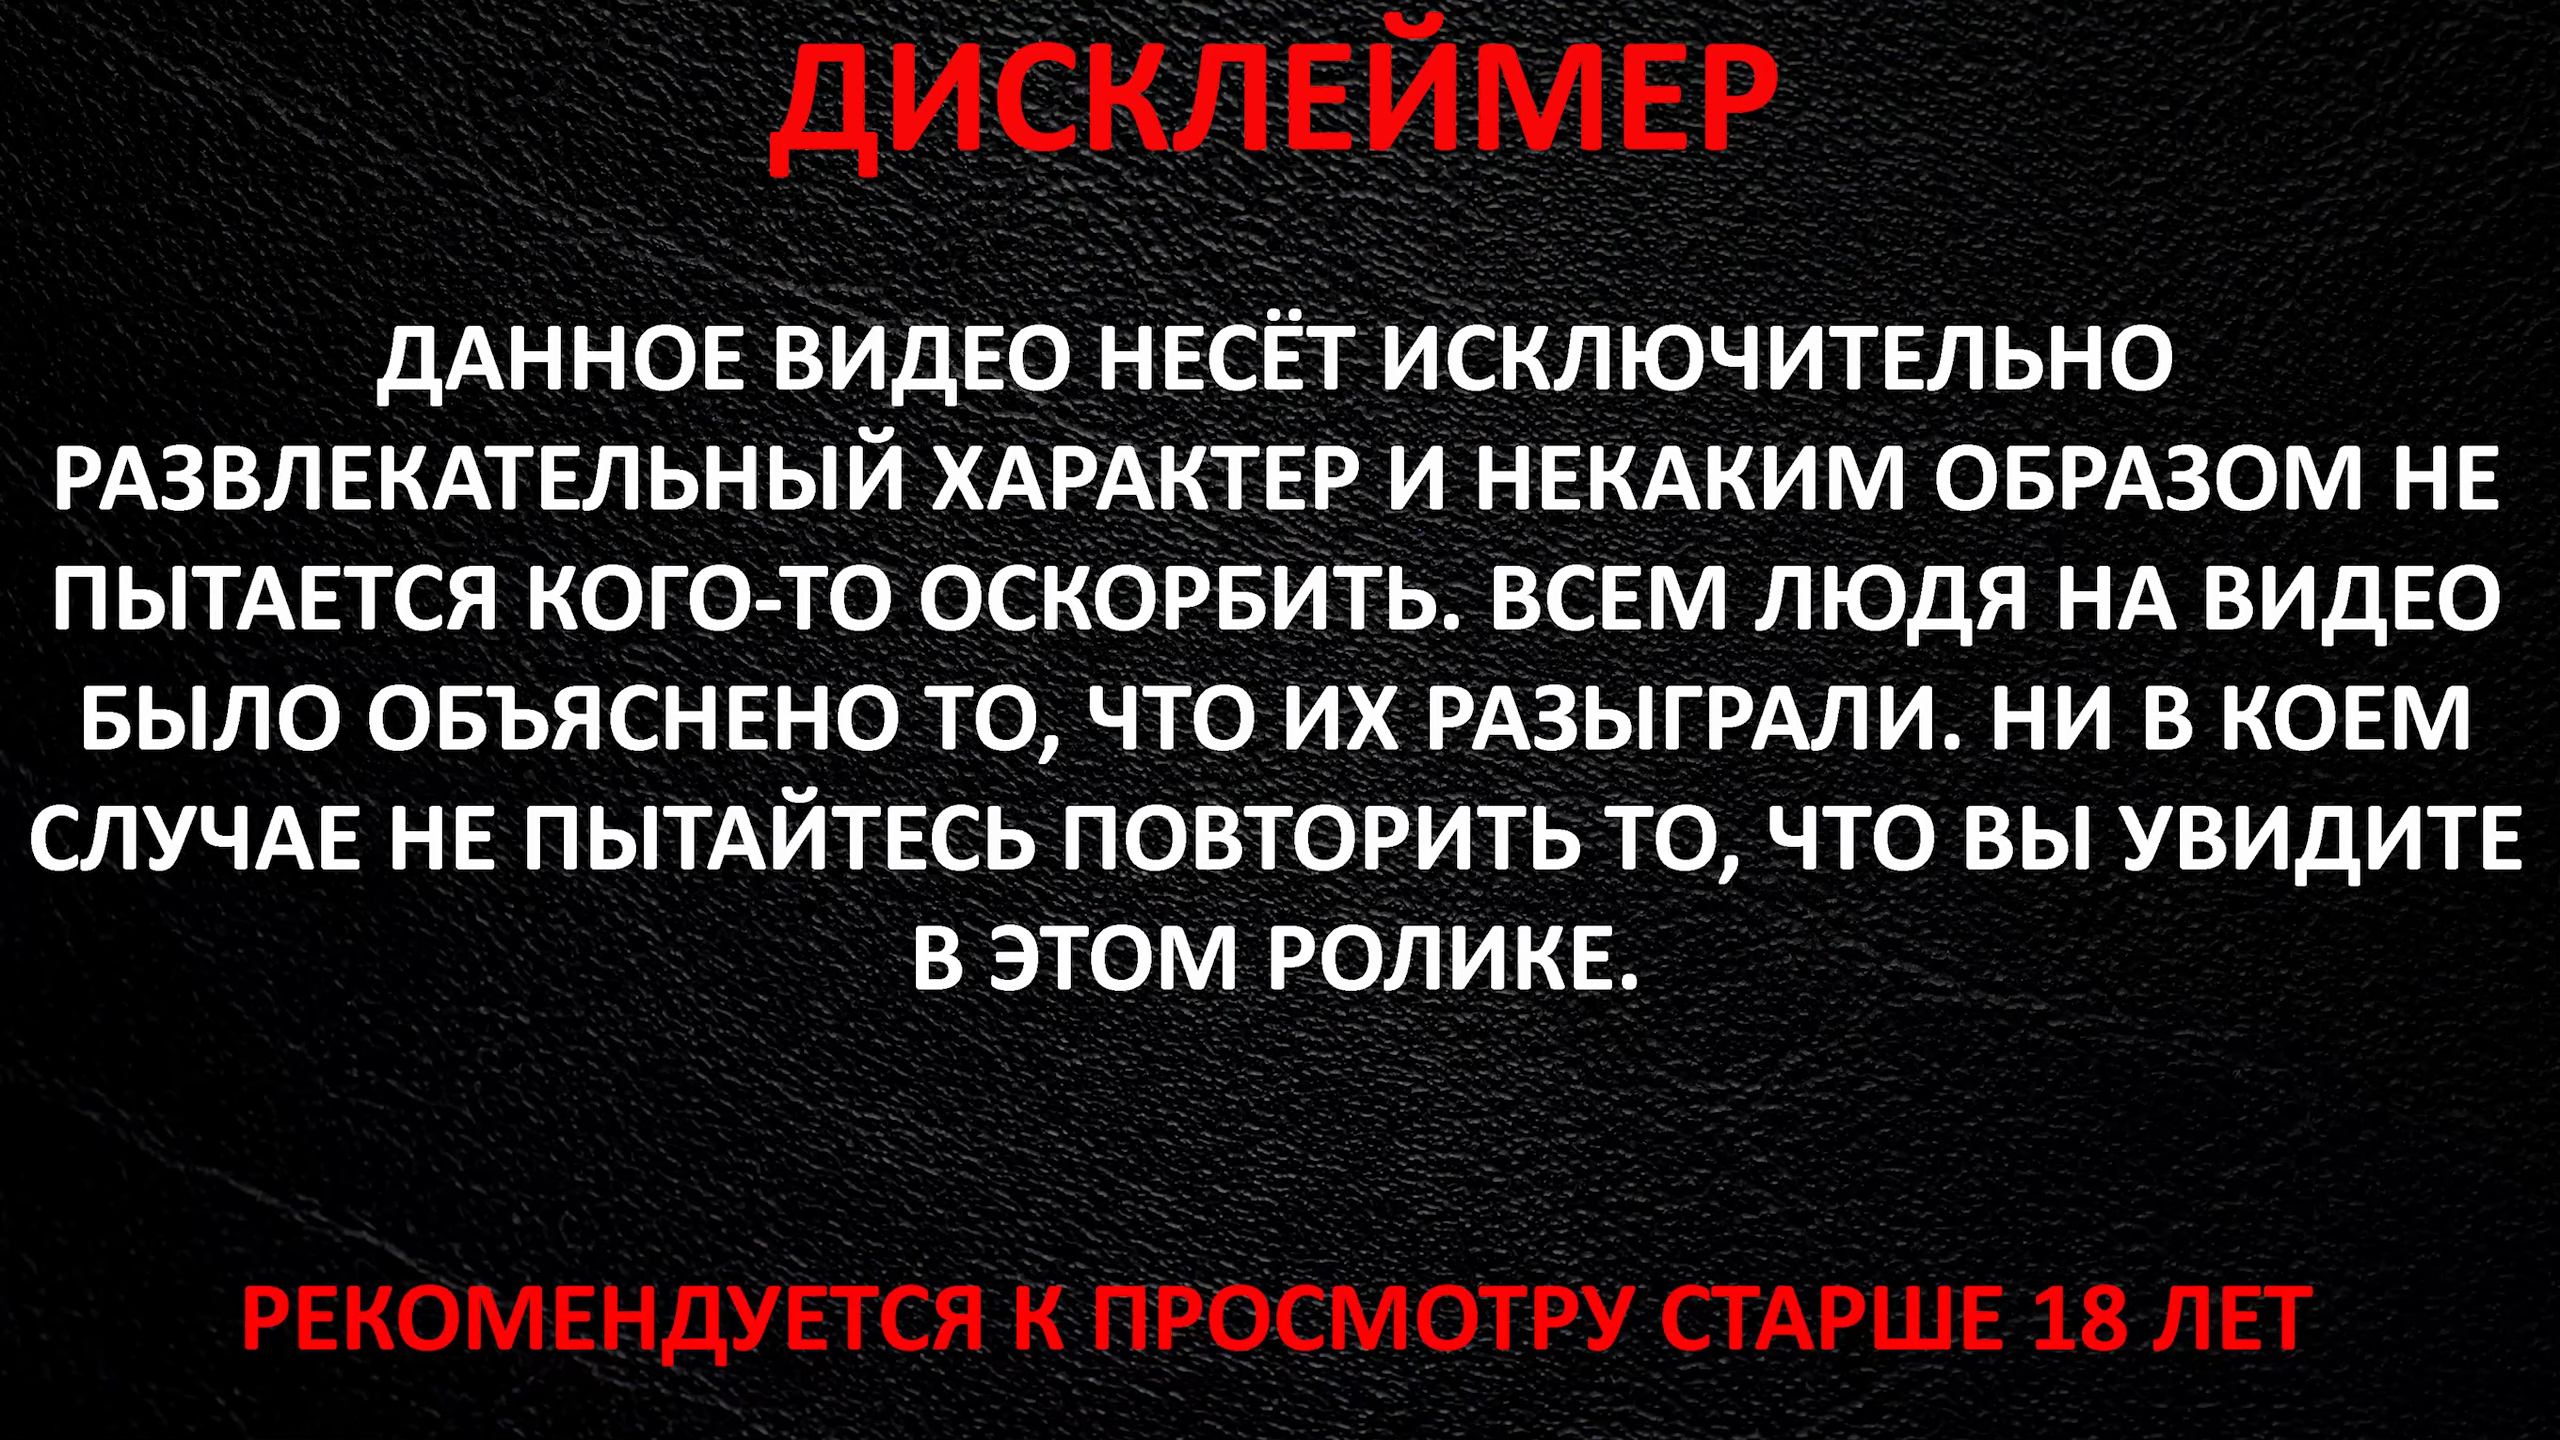 ДИСКЛЕЙМЕР
ДАННОЕ ВИДЕО НЕСЁТ ИСКЛЮЧИТЕЛЬНО
РАЗВЛЕКАТЕЛЬНЫЙ ХАРАКТЕР И НЕКАКИМ ОБРАЗОМ НЕ
ПЫТАЕТСЯ КОГО-ТО ОСКОРБИТЬ. ВСЕМ ЛЮДЯ НА ВИДЕО
БЫЛО ОБЪЯСНЕНО ТО, ЧТО ИХ РАЗЫГРАЛИ. НИ В КОЕМ
СЛУЧАЕ НЕ ПЫТАЙТЕСЬ ПОВТОРИТЬ ТО, ЧТО ВЫ УВИДИТЕ
В ЭТОМ РОЛИКЕ.
РЕКОМЕНДУЕТСЯ К ПРОСМОТРУ СТАРШЕ 18 ЛЕТ